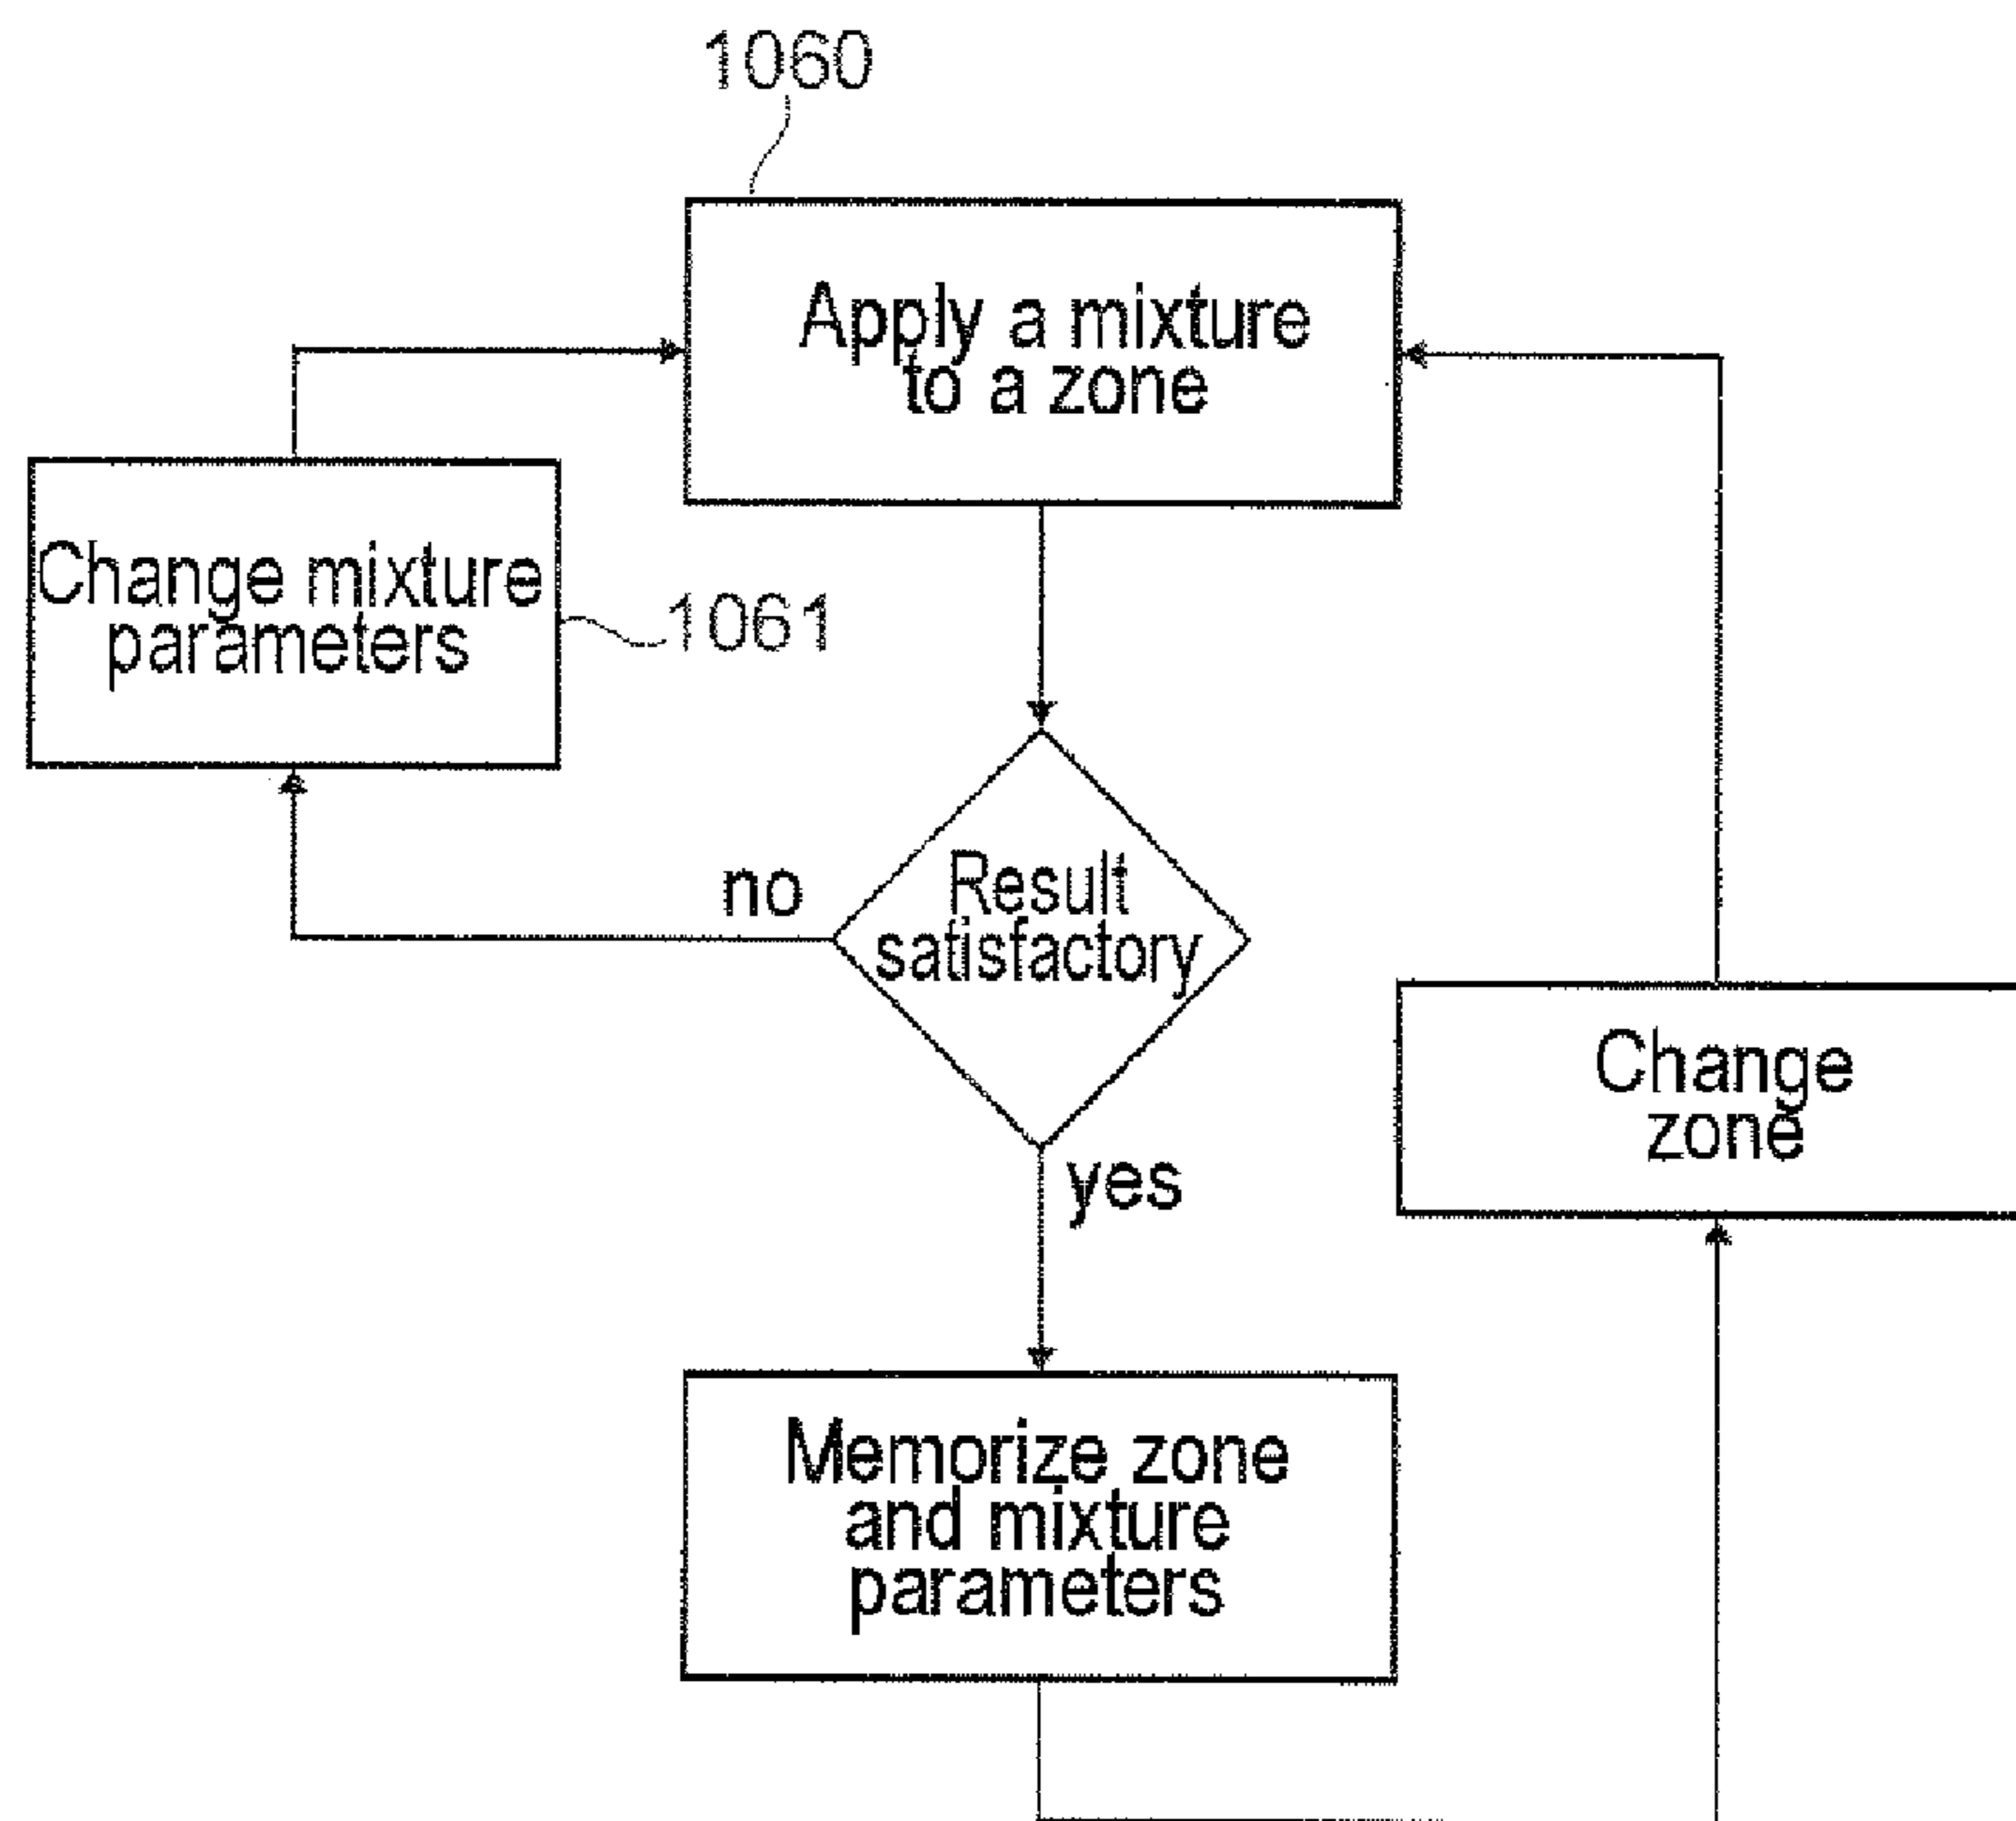 1060
Apply a mixture
to a zone
Change mixture
parameters
1061
no
Result
satisfactory
yes
Change
zone
Memorize zone
and mixture
parameters